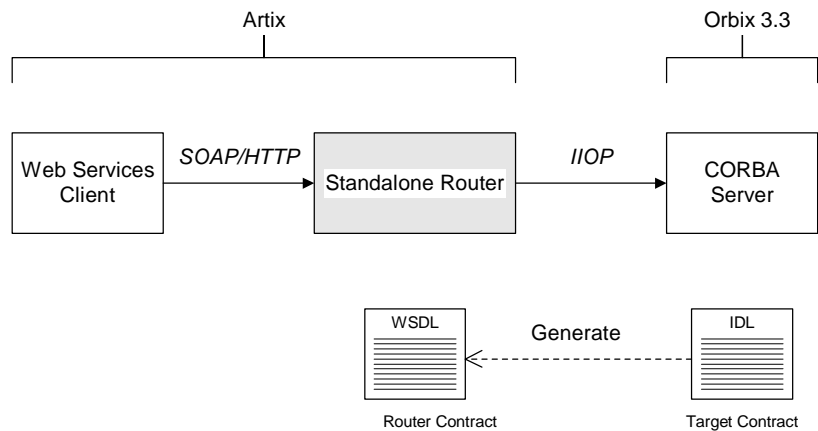 Artix
Orbix 3.3
Web Services
Client
SOAP/HTTP
Standalone Router
IIOP
CORBA
Server
WSDL
Generate
IDL
Router Contract
Target Contract